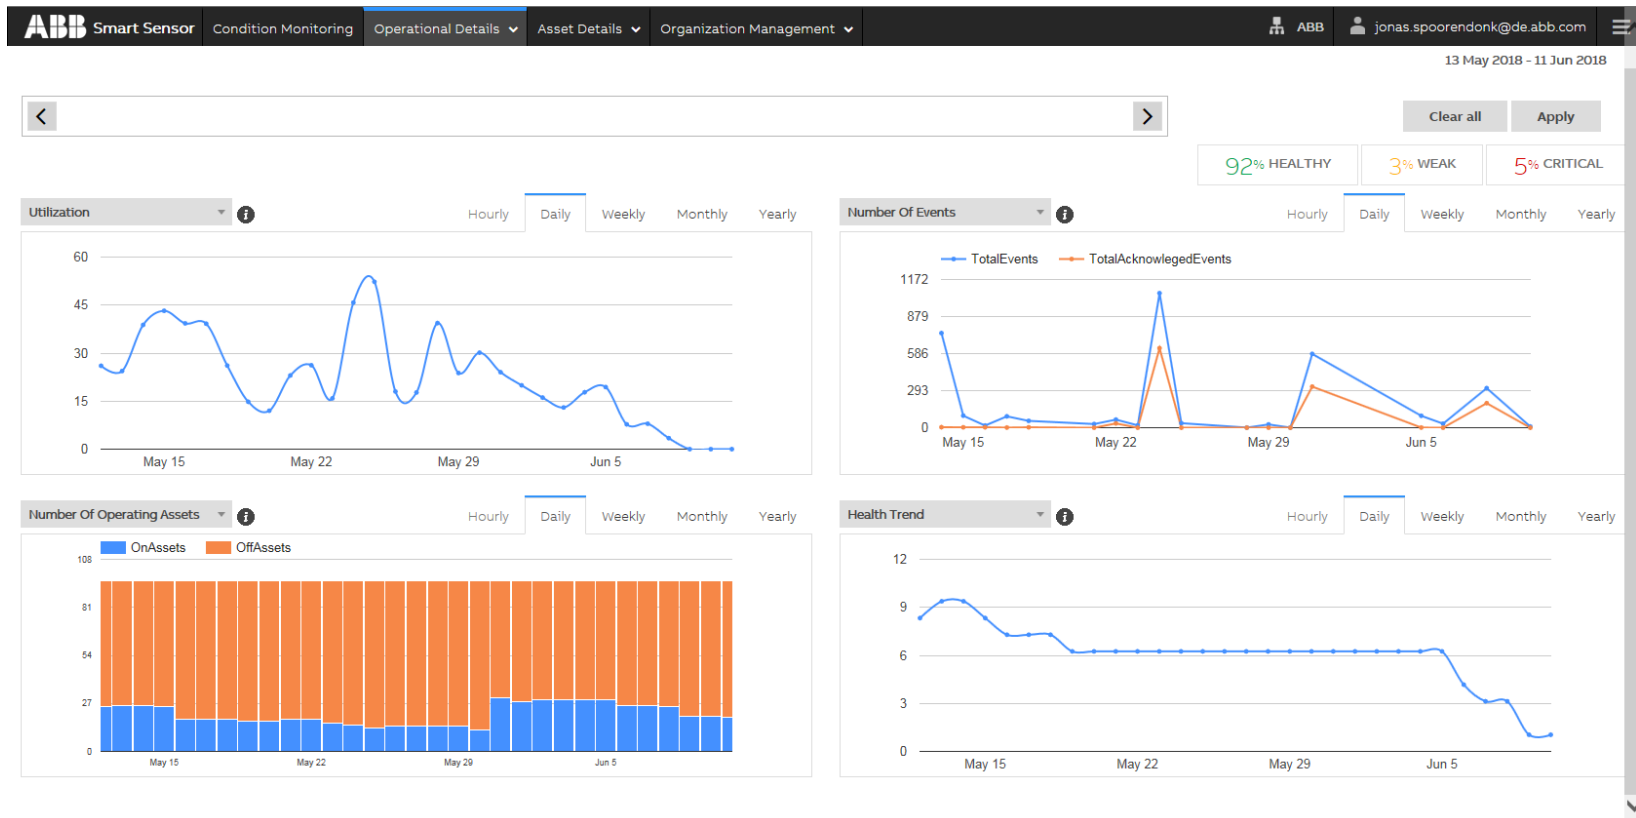 ABB Smart Sensor Condition Monitoring Operational Details Asset Details Organization Management ABB jonas.spoorendonk@de.abb.com
13 May 2018 - 11 Jun 2018
Clear all Apply
92% HEALTHY 3% WEAK 5% CRITICAL
Utilization i Hourly Daily Weekly Monthly Yearly
60
45
30
15
0
May 15 May 22 May 29 Jun 5
Number Of Events i Hourly Daily Weekly Monthly Yearly
TotalEvents TotalAcknowlegedEvents
1172
879
586
293
0
May 15 May 22 May 29 Jun 5
Number Of Operating Assets i Hourly Daily Weekly Monthly Yearly
OnAssets OffAssets
108
81
54
27
0
May 15 May 22 May 29 Jun 5
Health Trend i Hourly Daily Weekly Monthly Yearly
12
9
6
3
0
May 15 May 22 May 29 Jun 5